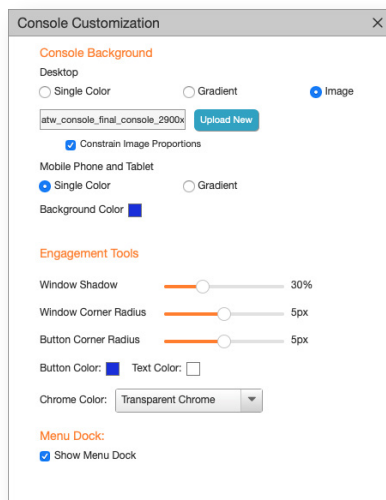 Console Customization
Console Background
Desktop
Single Color Gradient Image
atw_console_final_console_2900x Upload New
Constrain Image Proportions
Mobile Phone and Tablet
Single Color Gradient
Background Color
Engagement Tools
Window Shadow 30%
Window Corner Radius 5px
Button Corner Radius 5px
Button Color: Text Color:
Chrome Color: Transparent Chrome
Menu Dock:
Show Menu Dock